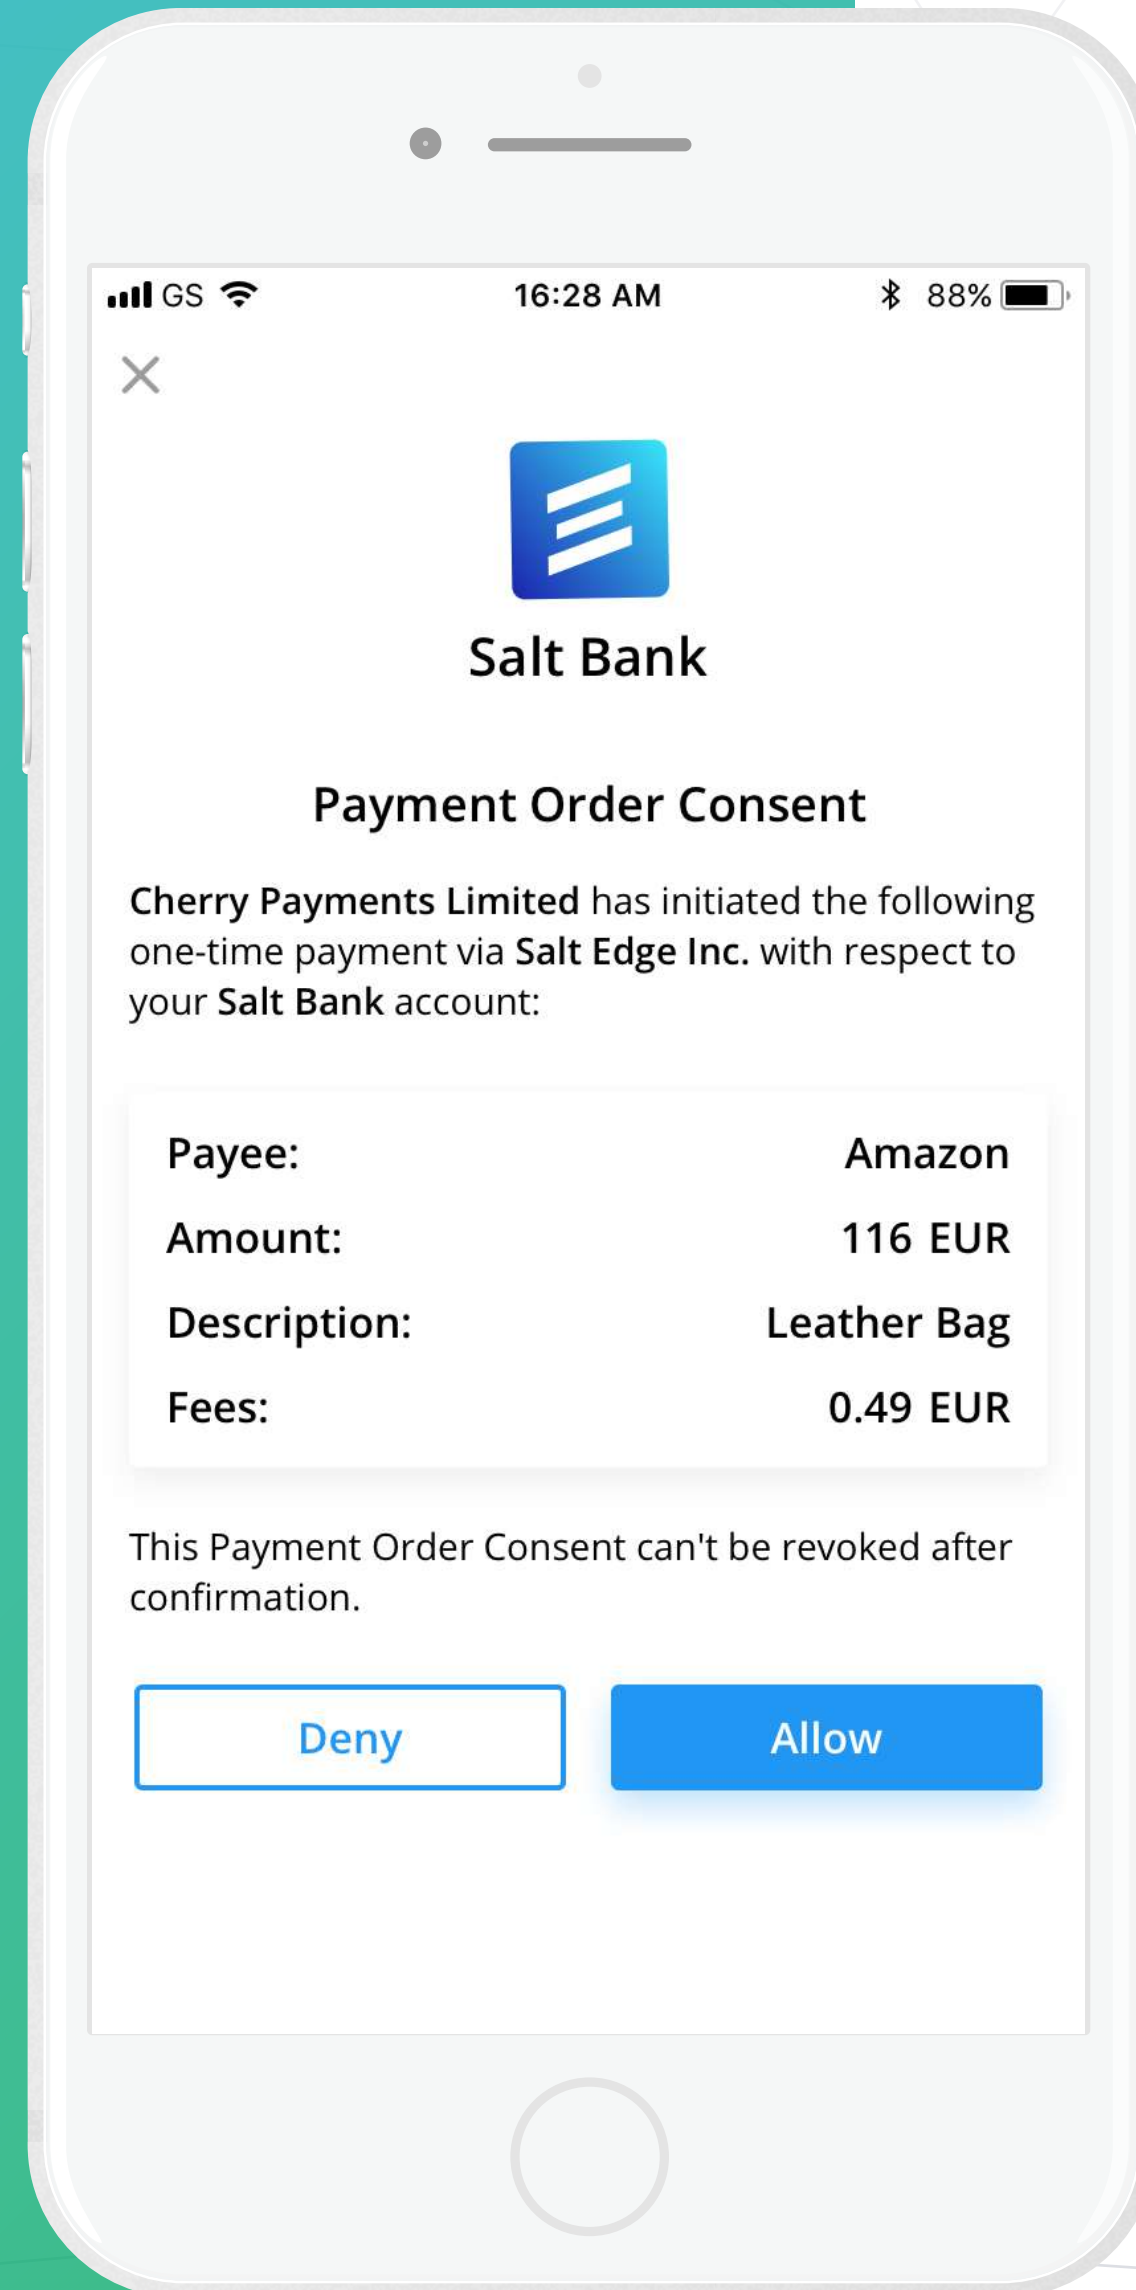 GS 16:28 AM 88%
Salt Bank
Payment Order Consent
Cherry Payments Limited has initiated the following
one-time payment via Salt Edge Inc. with respect to
your Salt Bank account:
Payee: Amazon
Amount: 116 EUR
Description: Leather Bag
Fees: 0.49 EUR
This Payment Order Consent can't be revoked after
confirmation.
Deny Allow